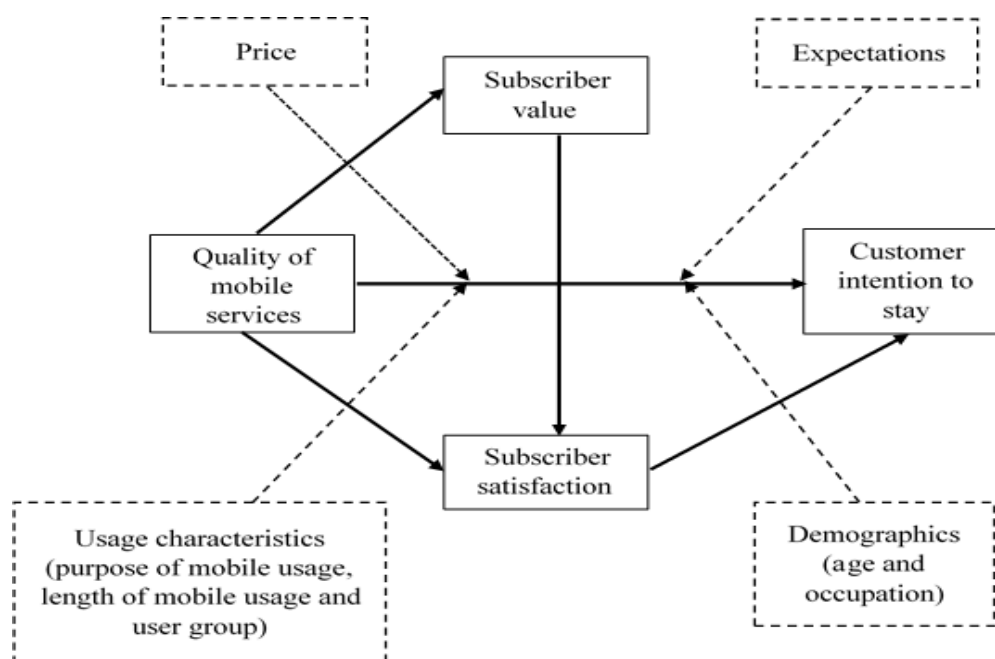 Price
Expectations
Subscriber
value
Quality of
mobile
services
Customer
intention to
stay
Subscriber
satisfaction
Usage characteristics
(purpose of mobile usage,
length of mobile usage and
user group)
Demographics
(age and
occupation)